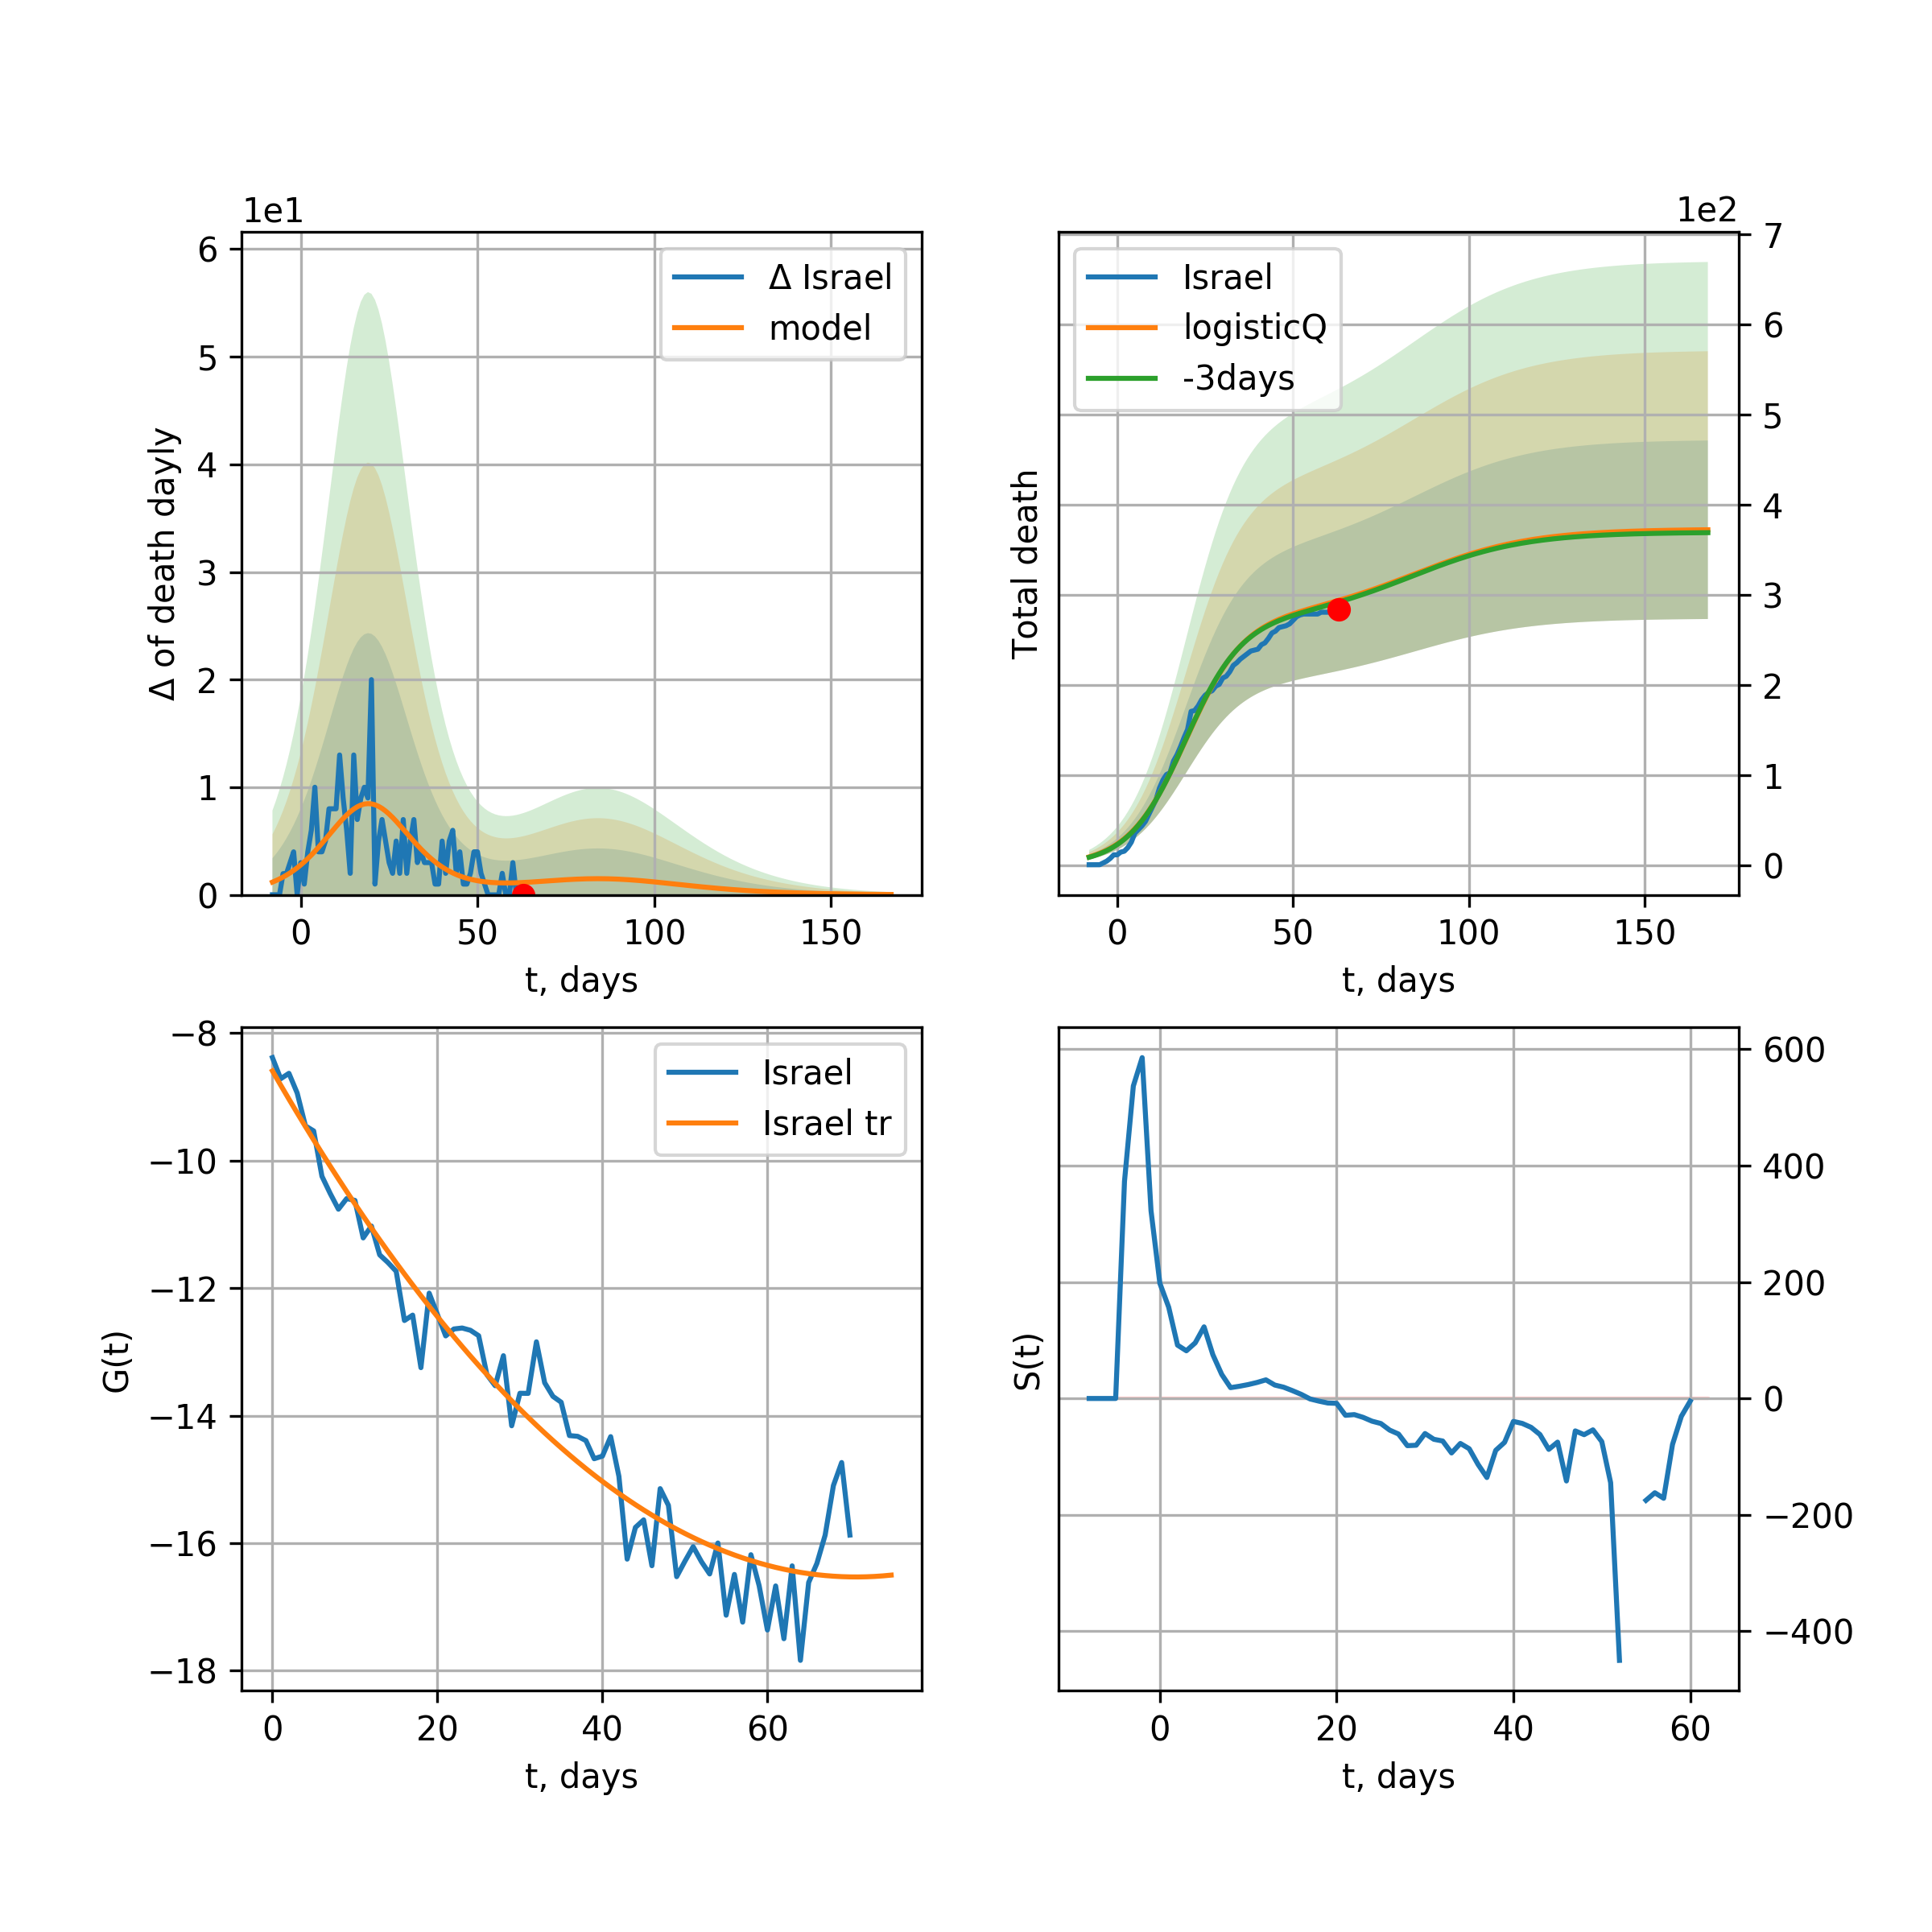 1e1
6
5
4
3
2
1
0
Δ of death dayly
0 50 100 150
t, days
Δ Israel
model
1e2
7
6
5
4
3
2
1
0
Total death
0 50 100 150
t, days
Israel
logisticQ
-3days
−8
−10
−12
−14
−16
−18
G(t)
0 20 40 60
t, days
Israel
Israel tr
600
400
200
0
−200
−400
S(t)
0 20 40 60
t, days